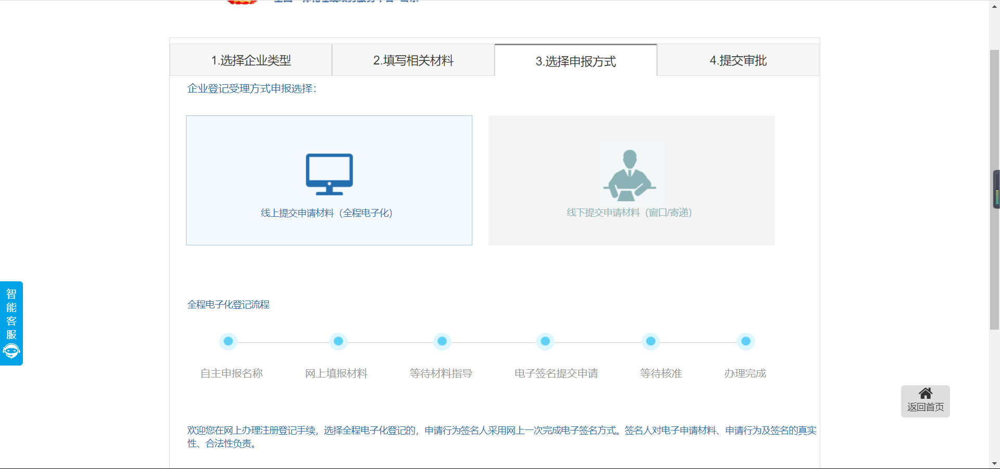 1.选择企业类型
2.填写相关材料
3.选择申报方式
4.提交审批
企业登记受理方式申报选择：
线上提交申请材料（全程电子化）
线下提交申请材料（窗口/寄递）
全程电子化登记流程
自主申报名称
网上填报材料
等待材料指导
电子签名提交申请
等待核准
办理完成
欢迎您在网上办理注册登记手续，选择全程电子化登记的，申请行为签名人采用网上一次完成电子签名方式。签名人对电子申请材料、申请行为及签名的真实
性、合法性负责。
智能客服
返回首页